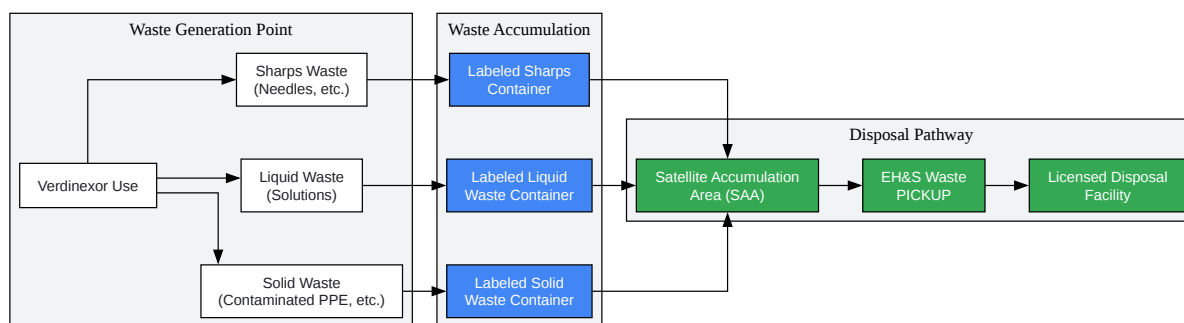 Waste Generation Point
Waste Accumulation
Sharps Waste
(Needles, etc.)
Labeled Sharps
Container
Disposal Pathway
Verdinexor Use
Liquid Waste
(Solutions)
Labeled Liquid
Waste Container
Satellite Accumulation
Area (SAA)
EH&S Waste
PICKUP
Licensed Disposal
Facility
Solid Waste
(Contaminated PPE, etc.)
Labeled Solid
Waste Container